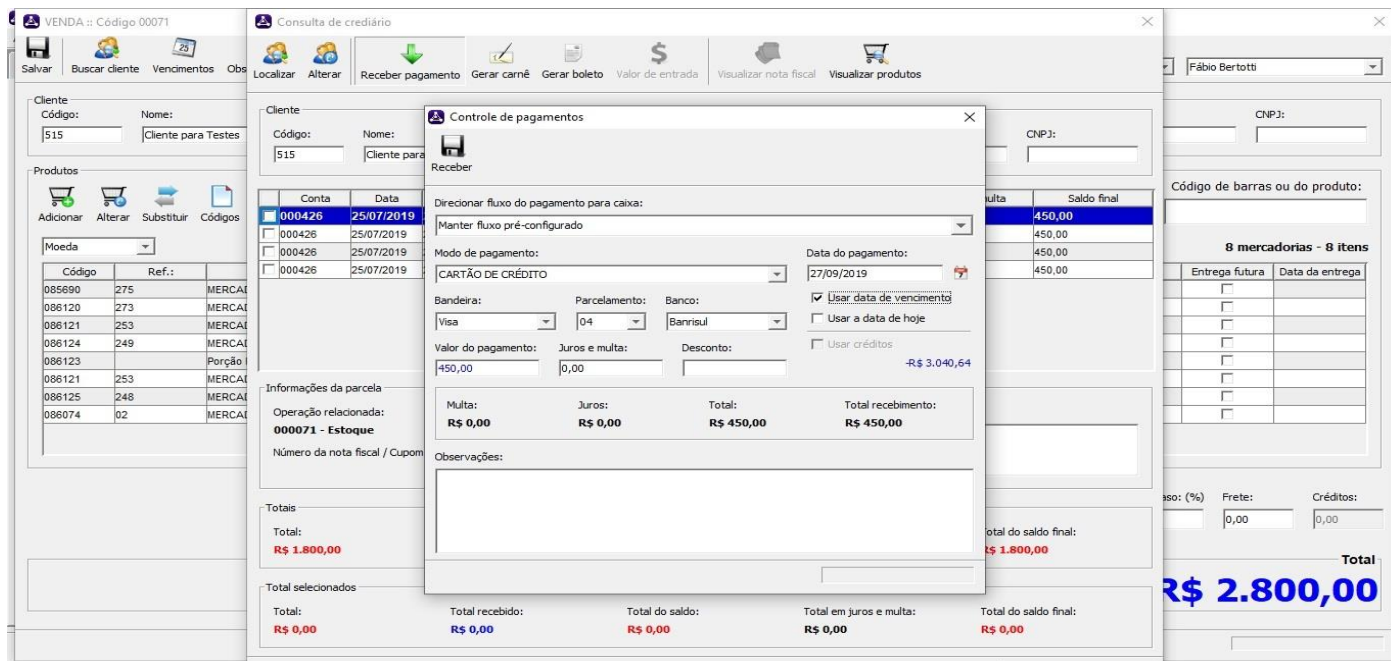 VENDA :: Código 00071
Salvar Buscar cliente Vencimentos Obs
Cliente
Código: Nome:
515 Cliente para Testes
Produtos
Adicionar Alterar Substituir Códigos
Moeda
Código Ref.:
085690 275 MERCAD
086120 273 MERCAD
086121 253 MERCAD
086124 249 MERCAD
086123 Porção
086121 253 MERCAD
086125 248 MERCAD
086074 02 MERCAD
Consulta de crediário
Localizar Alterar Receber pagamento Gerar carnê Gerar boleto Valor de entrada Visualizar nota fiscal Visualizar produtos
Cliente
Código: Nome: CNPJ:
515 Cliente para
Conta Data ulta Saldo final
000426 25/07/2019 450,00
000426 25/07/2019 450,00
000426 25/07/2019 450,00
000426 25/07/2019 450,00
Informações da parcela
Operação relacionada:
000071 - Estoque
Número da nota fiscal / Cupom
Totais
Total: Total do saldo final:
R$ 1.800,00 R$ 1.800,00
Total selecionados
Total: Total recebido: Total do saldo: Total em juros e multa: Total do saldo final:
R$ 0,00 R$ 0,00 R$ 0,00 R$ 0,00 R$ 0,00
Controle de pagamentos
Receber
Direcionar fluxo do pagamento para caixa:
Manter fluxo pré-configurado
Modo de pagamento: Data do pagamento:
CARTÃO DE CRÉDITO 27/09/2019
Bandeira: Parcelamento: Banco: Usar data de vencimento
Visa 04 Banrisul Usar a data de hoje
Valor do pagamento: Juros e multa: Desconto: Usar créditos
450,00 0,00 -R$ 3.040,64
Multa: Juros: Total: Total recebimento:
R$ 0,00 R$ 0,00 R$ 450,00 R$ 450,00
Observações:
Fábio Bertotti
CNPJ:
Código de barras ou do produto:
8 mercadorias - 8 itens
Entrega futura Data da entrega
aso: (%) Frete: Créditos:
0,00 0,00
Total
R$ 2.800,00